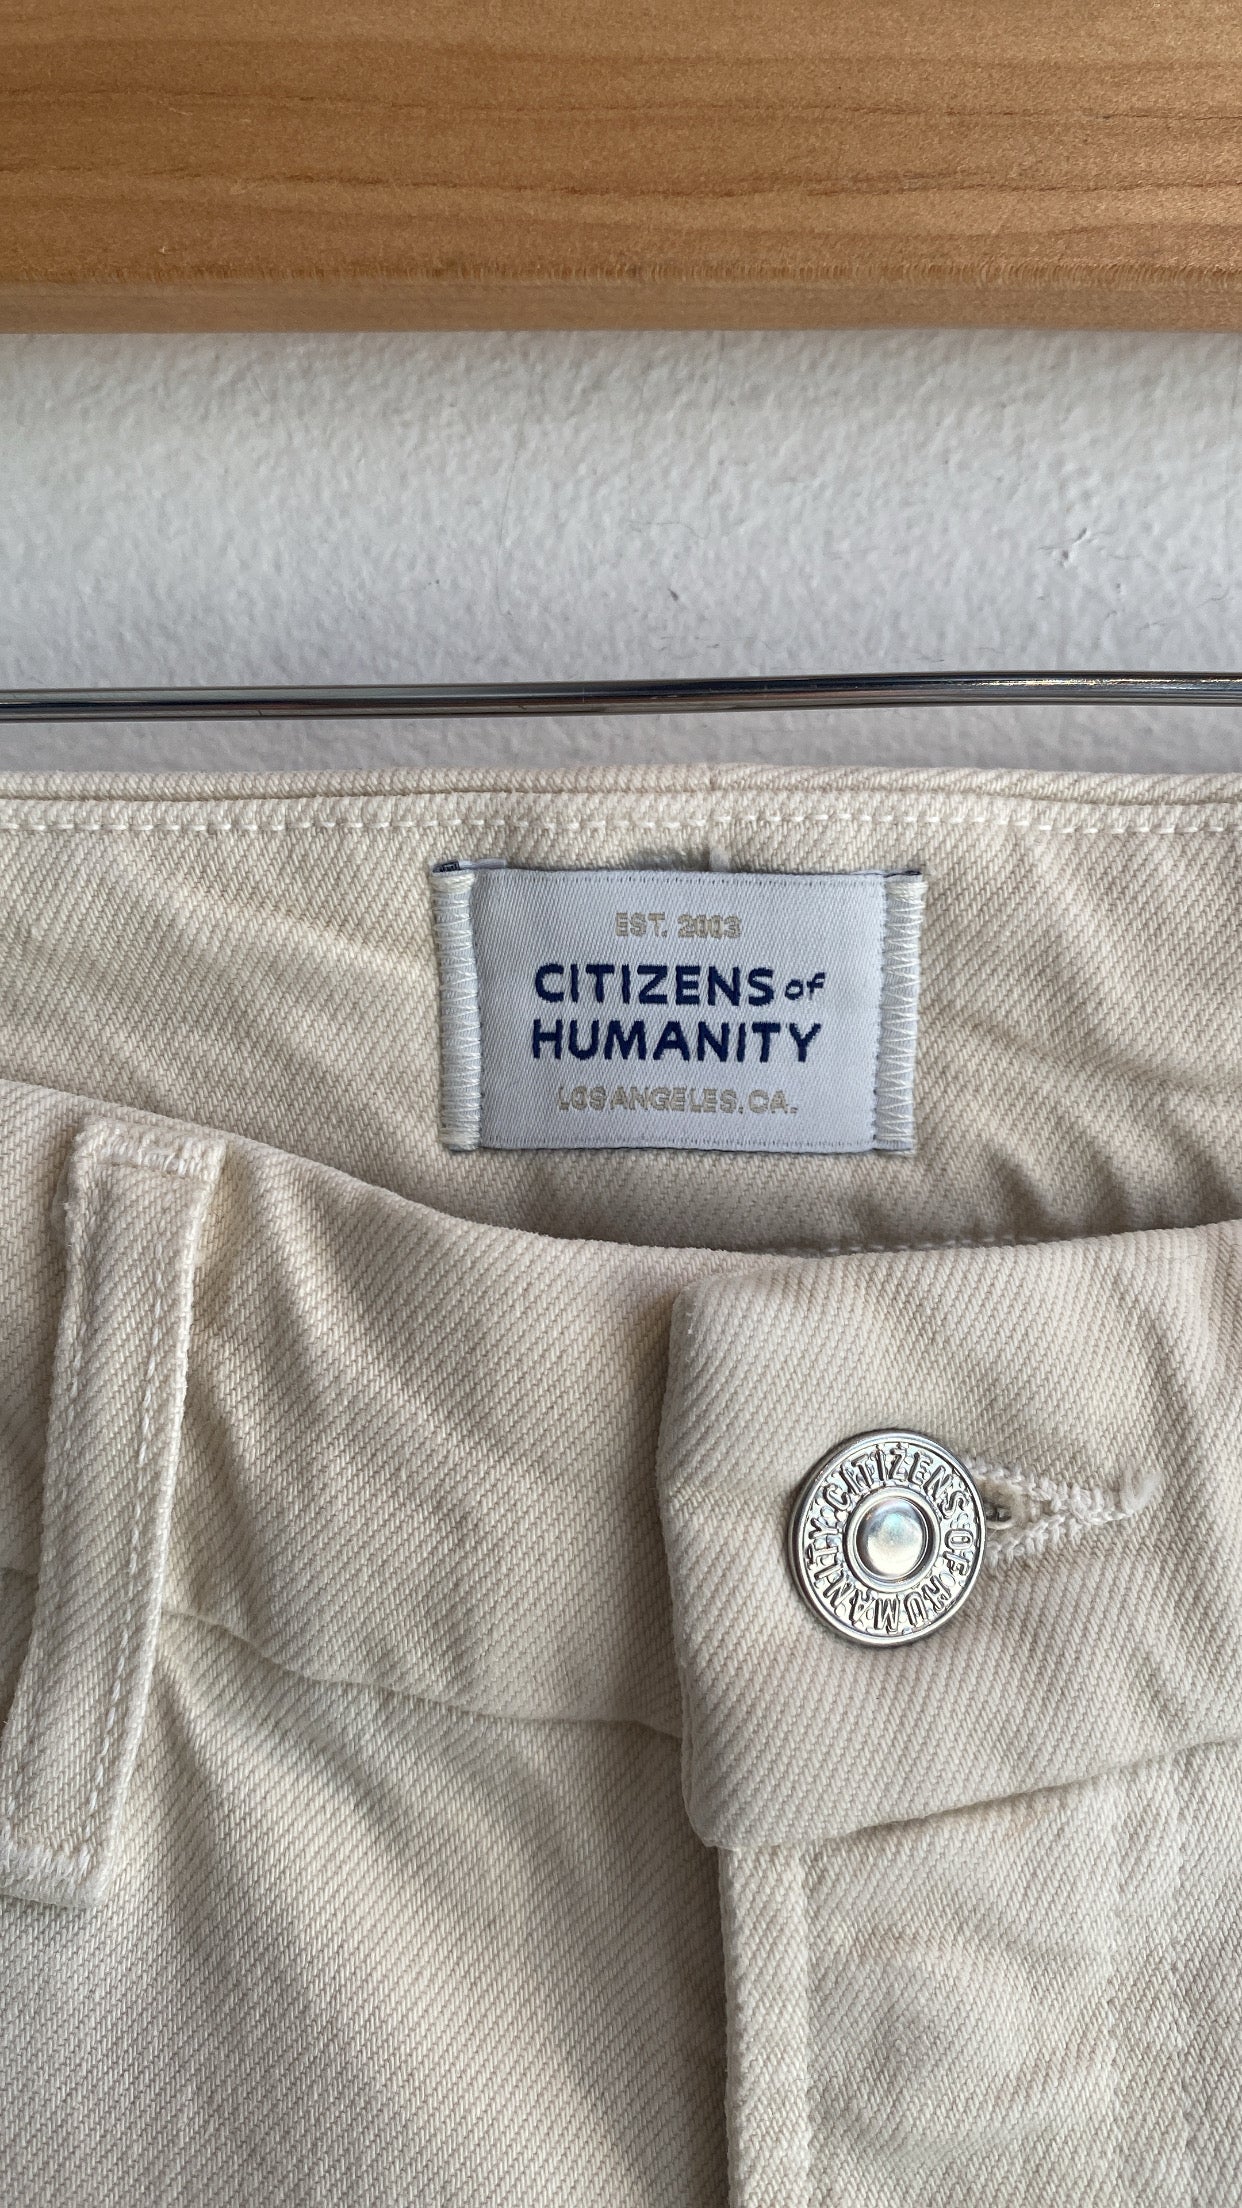 EST. 2003
CITIZENS of
HUMANITY
LOS ANGELES, CA.
CITIZENS OF HUMANITY